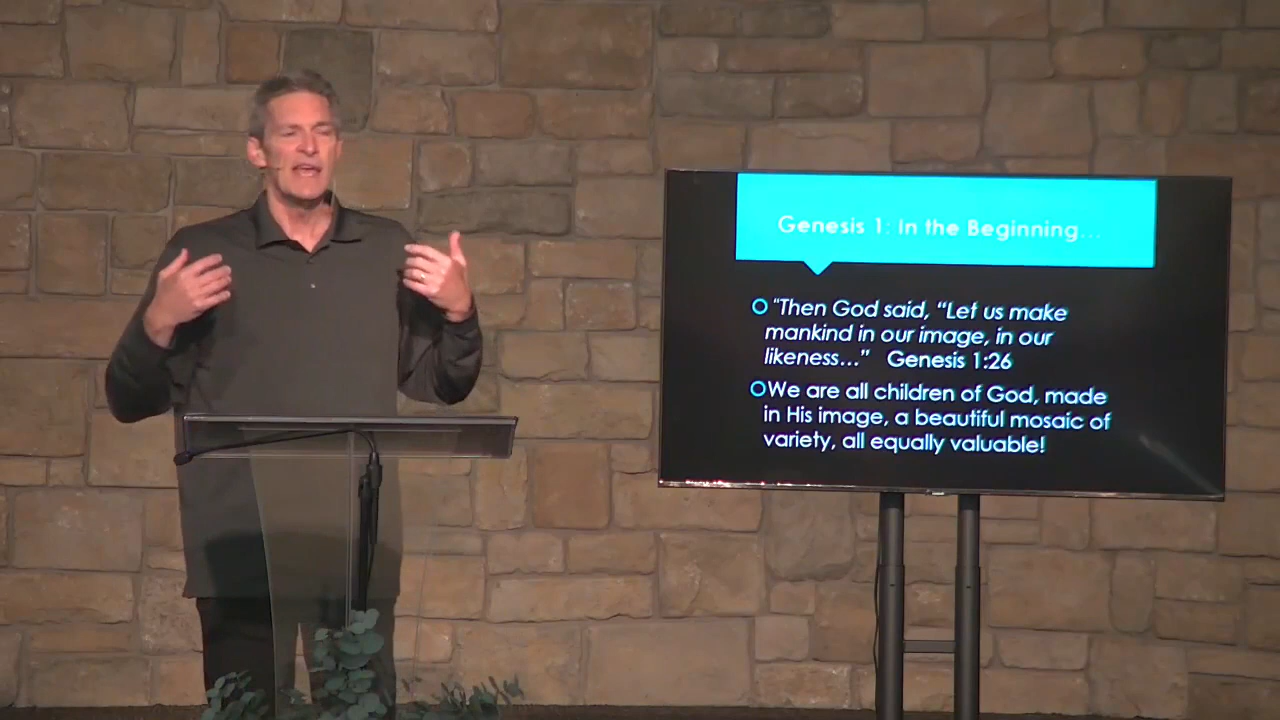 Genesis 1: In the Beginning...
"Then God said, "Let us make
mankind in our image, in our
likeness..." Genesis 1:26
We are all children of God, made
in His image, a beautiful mosaic of
variety, all equally valuable!